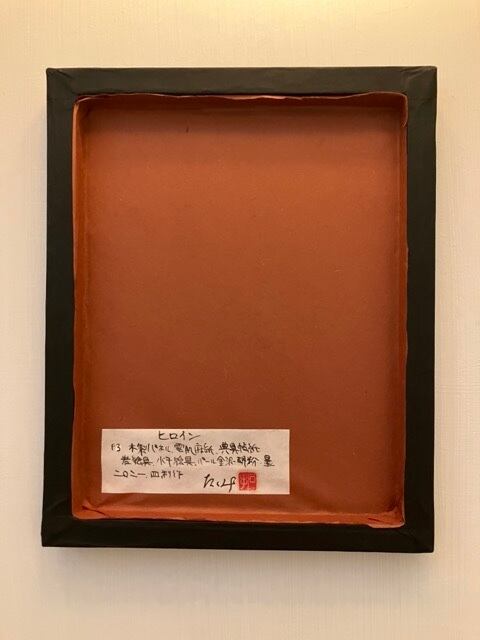 ヒロイン
F3 木製パネル、雲肌麻紙、典具帖紙
岩絵具、水干絵具、パール金泥、胡粉、墨
二〇二一、四